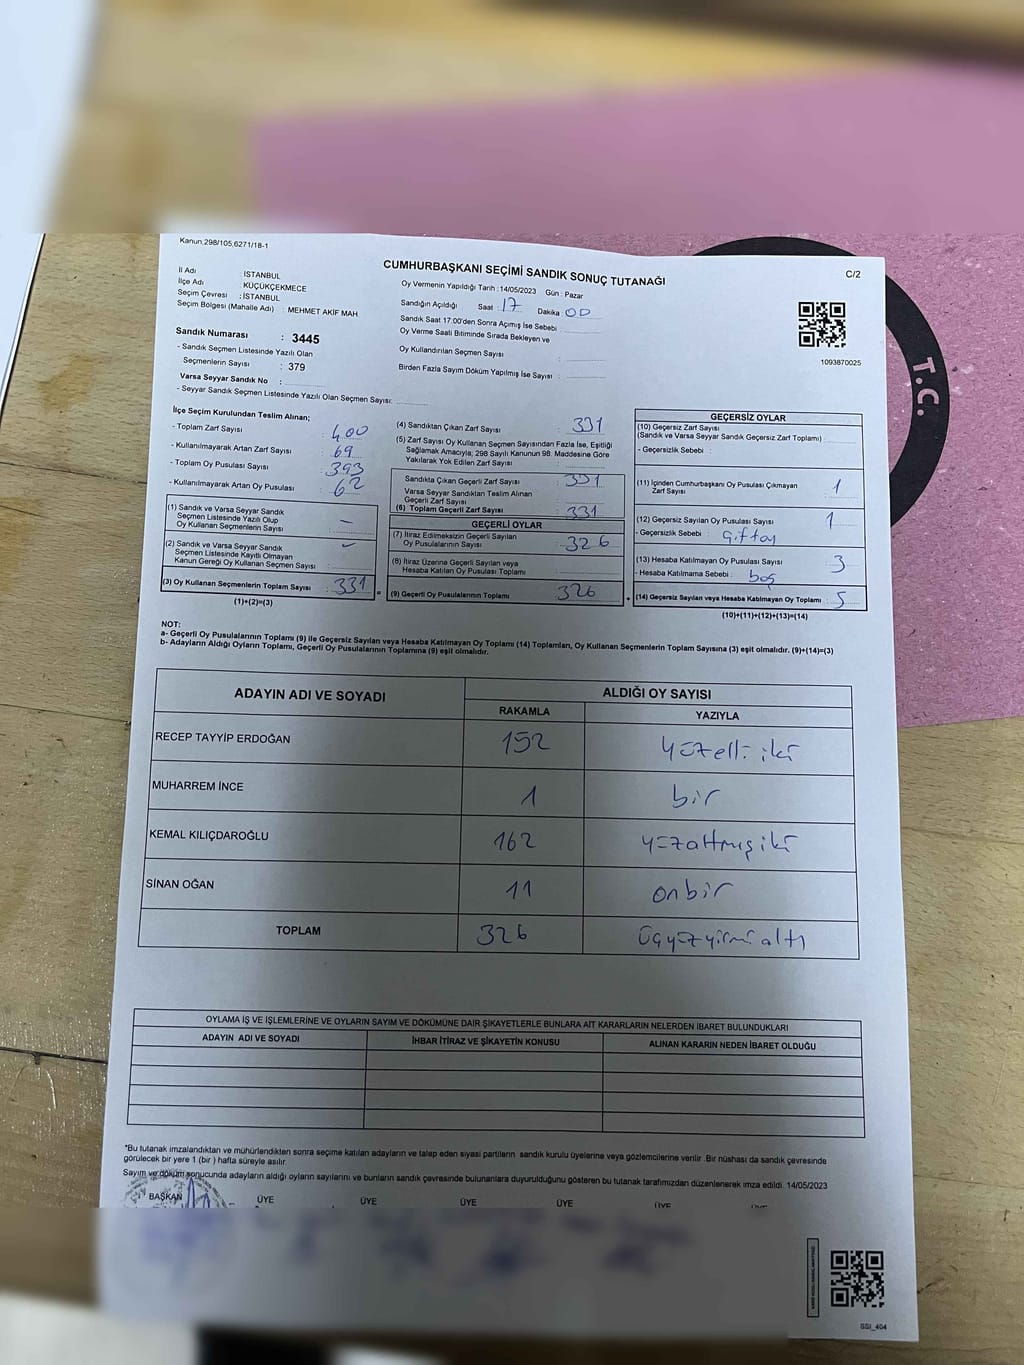 Kanun.298/105,6271/18-1
CUMHURBAŞKANI SEÇİMİ SANDIK SONUÇ TUTANAĞI
C/2
İl Adı : İSTANBUL
İlçe Adı : KÜÇÜKÇEKMECE
Seçim Çevresi : İSTANBUL
Seçim Bölgesi (Mahalle Adı) : MEHMET AKİF MAH.
Oy Vermenin Yapıldığı Tarih : 14/05/2023 Gün : Pazar
Sandığın Açıldığı Saat : 17 Dakika : 00
Sandık Saat 17:00'den Sonra Açımış İse Sebebi :
Oy Verme Saati Bitiminde Sırada Bekleyen ve
Oy Kullandırılan Seçmen Sayısı :
Birden Fazla Sayım Döküm Yapılmış İse Sayısı :
1093870025
T.C.
Sandık Numarası : 3445
- Sandık Seçmen Listesinde Yazılı Olan
Seçmenlerin Sayısı : 379
Varsa Seyyar Sandık No :
- Seyyar Sandık Seçmen Listesinde Yazılı Olan Seçmen Sayısı:
İlçe Seçim Kurulundan Teslim Alınan;
- Toplam Zarf Sayısı : 400
- Kullanılmayarak Artan Zarf Sayısı : 69
- Toplam Oy Pusulası Sayısı : 393
- Kullanılmayarak Artan Oy Pusulası : 62
(1) Sandık ve Varsa Seyyar Sandık
Seçmen Listesinde Yazılı Olup
Oy Kullanan Seçmenlerin Sayısı : –
(2) Sandık ve Varsa Seyyar Sandık
Seçmen Listesinde Kayıtlı Olmayan
Kanun Gereği Oy Kullanan Seçmen Sayısı : –
(3) Oy Kullanan Seçmenlerin Toplam Sayısı : 331
(1)+(2)=(3)
(4) Sandıktan Çıkan Zarf Sayısı : 331
(5) Zarf Sayısı Oy Kullanan Seçmen Sayısından Fazla İse, Eşitliği
Sağlamak Amacıyla; 298 Sayılı Kanunun 98. Maddesine Göre
Yakılarak Yok Edilen Zarf Sayısı :
Sandıkta Çıkan Geçerli Zarf Sayısı : 331
Varsa Seyyar Sandıktan Teslim Alınan
Geçerli Zarf Sayısı :
(6) Toplam Geçerli Zarf Sayısı : 331
GEÇERLİ OYLAR
(7) İtiraz Edilmeksizin Geçerli Sayılan
Oy Pusulalarının Sayısı : 326
(8) İtiraz Üzerine Geçerli Sayılan veya
Hesaba Katılan Oy Pusulası Toplamı :
(9) Geçerli Oy Pusulalarının Toplamı : 326
GEÇERSİZ OYLAR
(10) Geçersiz Zarf Sayısı
(Sandık ve Varsa Seyyar Sandık Geçersiz Zarf Toplamı) :
- Geçersizlik Sebebi :
(11) İçinden Cumhurbaşkanı Oy Pusulası Çıkmayan
Zarf Sayısı : 1
(12) Geçersiz Sayılan Oy Pusulası Sayısı : 1
- Geçersizlik Sebebi : Çift oy
(13) Hesaba Katılmayan Oy Pusulası Sayısı : 3
- Hesaba Katılmama Sebebi : boş
(14) Geçersiz Sayılan veya Hesaba Katılmayan Oy Toplamı : 5
(10)+(11)+(12)+(13)=(14)
NOT:
a- Geçerli Oy Pusulalarının Toplamı (9) ile Geçersiz Sayılan veya Hesaba Katılmayan Oy Toplamı (14) Toplamları, Oy Kullanan Seçmenlerin Toplam Sayısına (3) eşit olmalıdır. (9)+(14)=(3)
b- Adayların Aldığı Oyların Toplamı, Geçerli Oy Pusulalarının Toplamına (9) eşit olmalıdır.
ADAYIN ADI VE SOYADI ALDIĞI OY SAYISI
RAKAMLA YAZIYLA
RECEP TAYYİP ERDOĞAN 152 yüzelli iki
MUHARREM İNCE 1 bir
KEMAL KILIÇDAROĞLU 162 yüzaltmış iki
SİNAN OĞAN 11 onbir
TOPLAM 326 üçyüzyirmi altı
OYLAMA İŞ VE İŞLEMLERİNE VE OYLARIN SAYIM VE DÖKÜMÜNE DAİR ŞİKAYETLERLE BUNLARA AİT KARARLARIN NELERDEN İBARET BULUNDUKLARI
ADAYIN ADI VE SOYADI İHBAR İTİRAZ VE ŞİKAYETİN KONUSU ALINAN KARARIN NEDEN İBARET OLDUĞU
*Bu tutanak imzalandıktan ve mühürlendikten sonra seçime katılan adayların ve talep eden siyasi partilerin sandık kurulu üyelerine veya gözlemcilerine verilir .Bir nüshası da sandık çevresinde
görülecek bir yere 1 (bir ) hafta süreyle asılır.
Sayım ve döküm sonucunda adayların aldığı oyların sayılarını ve bunların sandık çevresinde bulunanlara duyurulduğunu gösteren bu tutanak tarafımızdan düzenlenerek imza edildi. 14/05/2023
BAŞKAN ÜYE ÜYE ÜYE ÜYE ÜYE
SSI_404